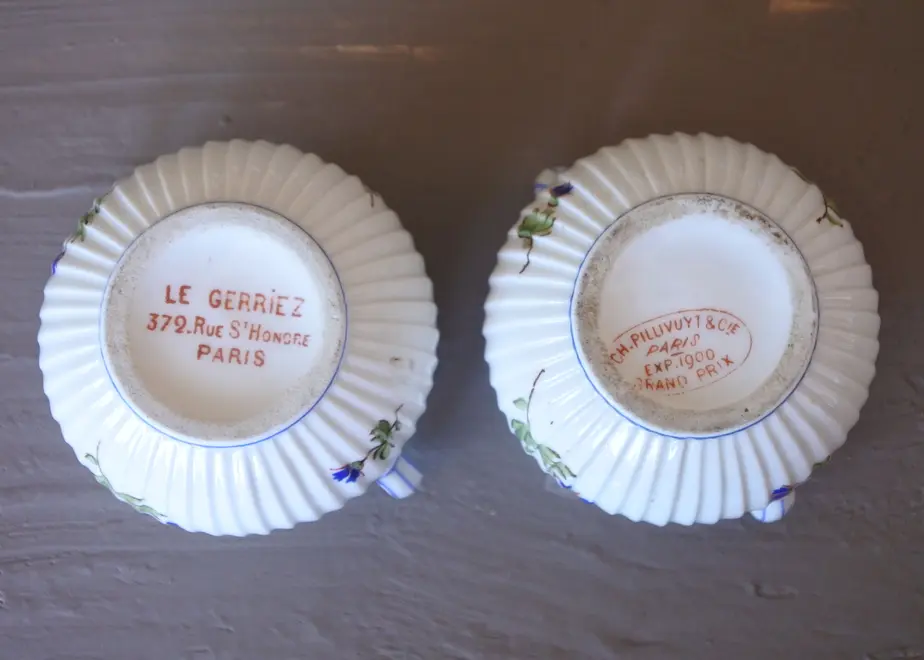 LE GERRIEZ
372.RUE ST HONORE
PARIS
CH.PILLIVUYT & CIE
PARIS
EXP.1900
GRAND PRIX